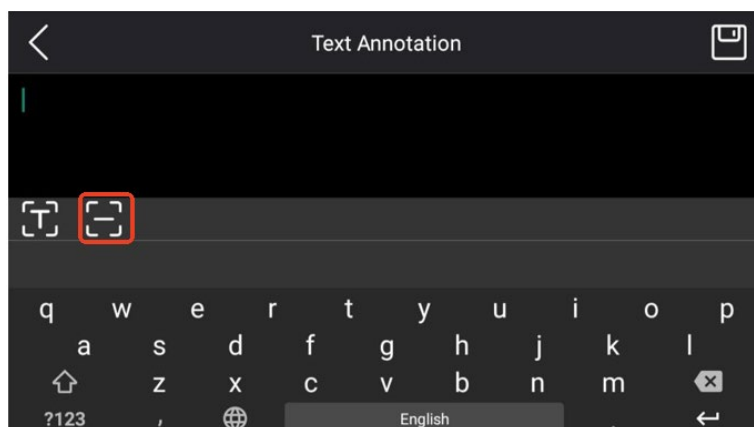 Text Annotation
T
q w e r t y u i o p
a s d f g h j k l
z x c v b n m
?123 , English .